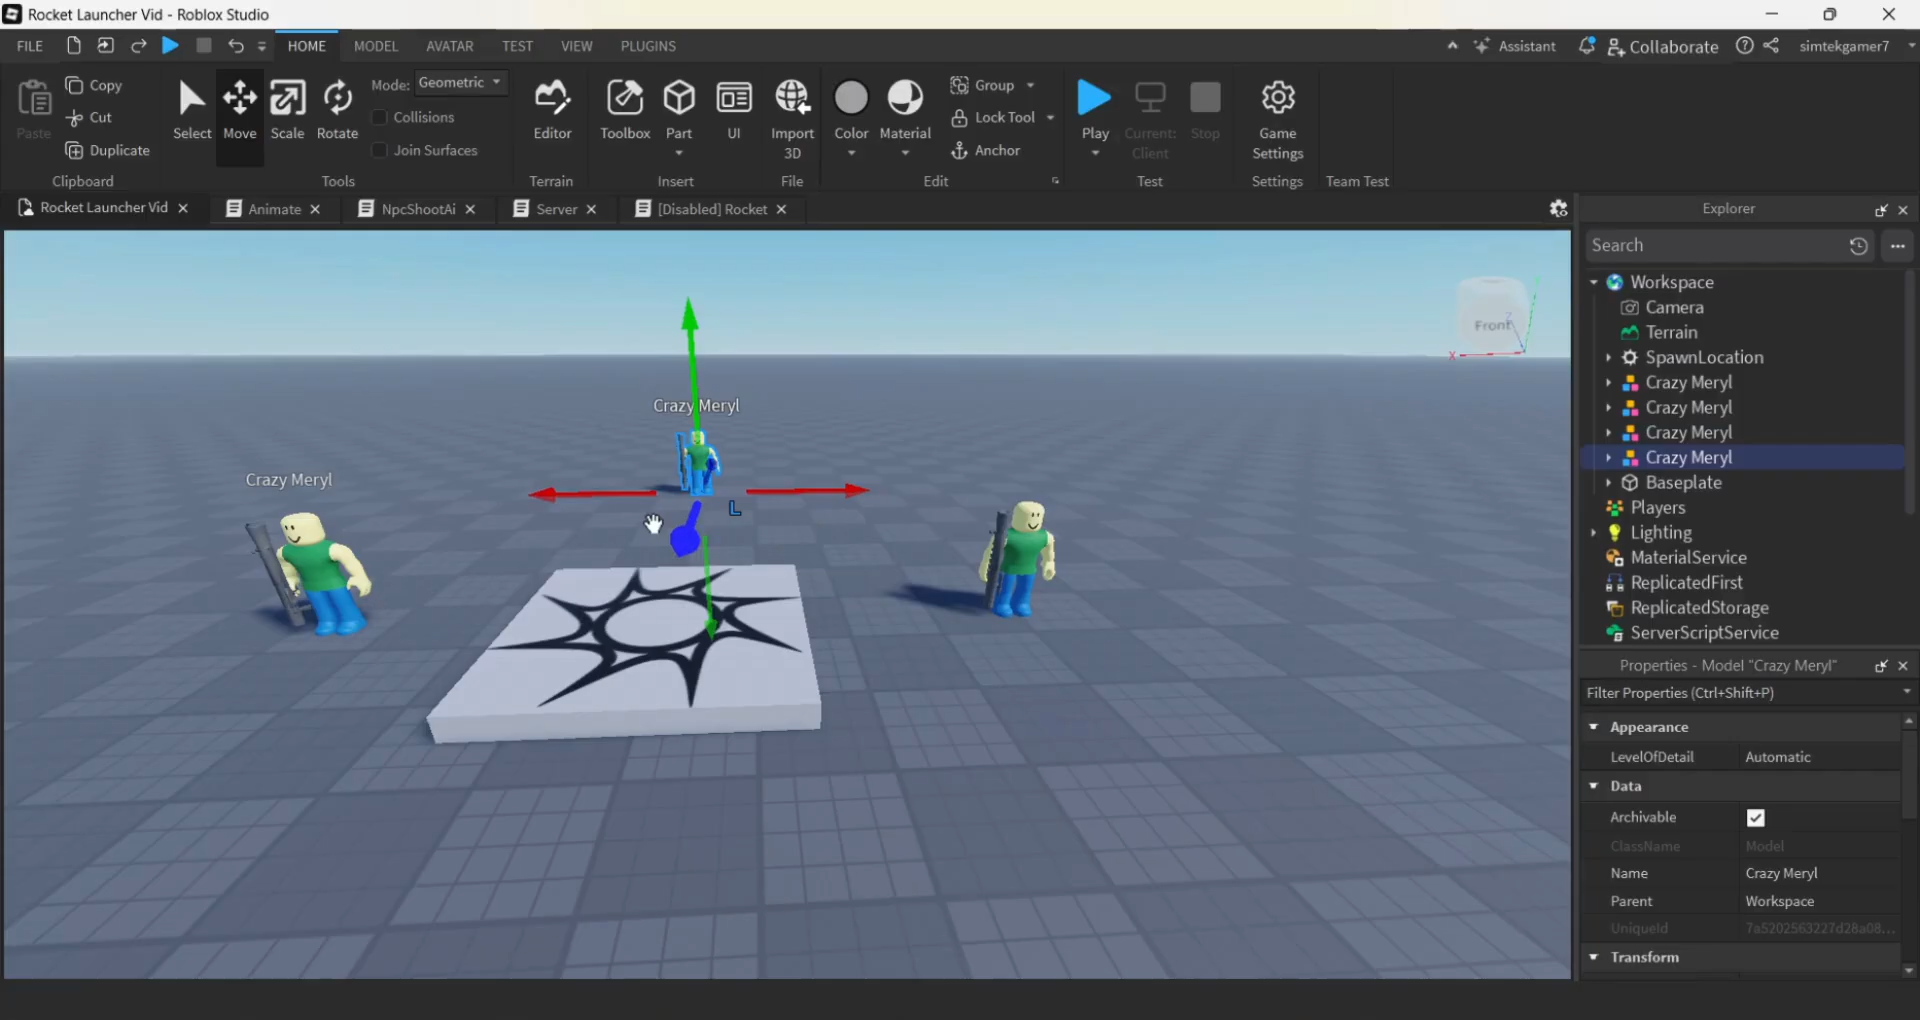 Rocket Launcher Vid - Roblox Studio
FILE HOME MODEL AVATAR TEST VIEW PLUGINS Assistant Collaborate simtekgamer7
Paste Copy Cut Duplicate
Clipboard
Select Move Scale Rotate Mode: Geometric
Collisions
Join Surfaces
Tools
Editor
Terrain
Toolbox Part UI
Insert
Import 3D
File
Color Material Group
Lock Tool
Anchor
Edit
Play Current: Client Stop
Test
Game Settings
Settings
Team Test
Rocket Launcher Vid Animate NpcShootAi Server [Disabled] Rocket
Crazy Meryl
Crazy Meryl
L
Front
X
Z
Explorer
Search
Workspace
Camera
Terrain
SpawnLocation
Crazy Meryl
Crazy Meryl
Crazy Meryl
Crazy Meryl
Baseplate
Players
Lighting
MaterialService
ReplicatedFirst
ReplicatedStorage
ServerScriptService
Properties - Model "Crazy Meryl"
Filter Properties (Ctrl+Shift+P)
Appearance
LevelOfDetail Automatic
Data
Archivable
ClassName Model
Name Crazy Meryl
Parent Workspace
UniqueId 7a5202563227d28a08...
Transform